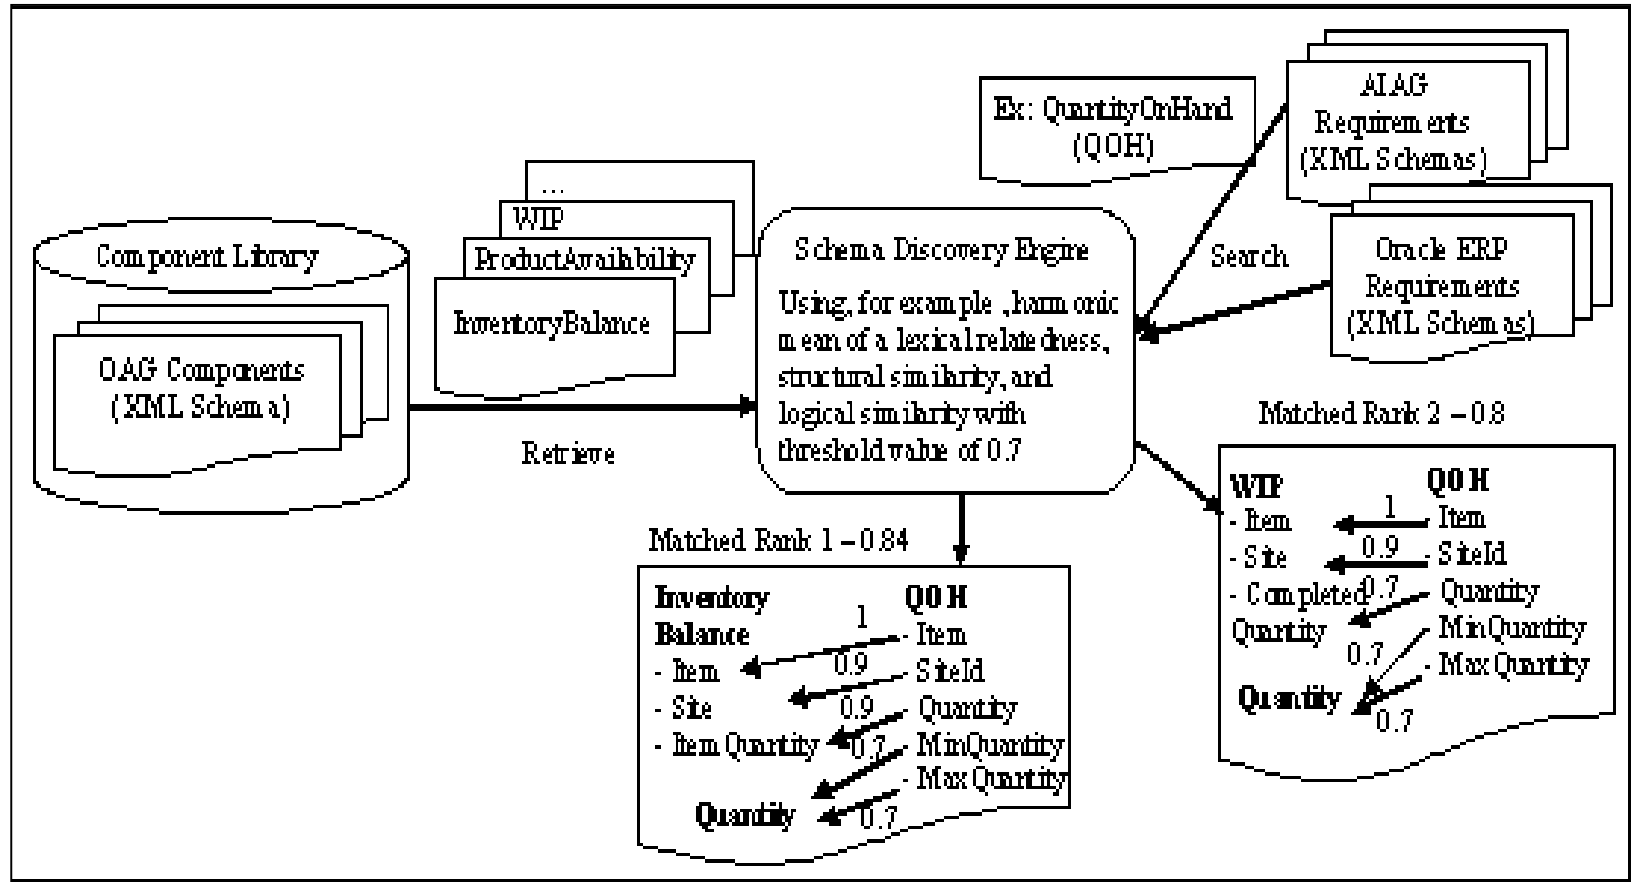 Component Library
OAG Components
(XML Schema)
...
WIP
ProductAvailability
InventoryBalance
Retrieve
Schema Discovery Engine
Using, for example , harmonic
mean of a lexical relatedness,
structural similarity, and
logical similarity with
threshold value of 0.7
Ex: QuantityOnHand
(QOH)
AIAG
Requirements
(XML Schemas)
Search
Oracle ERP
Requirements
(XML Schemas)
Matched Rank 1 – 0.84
Inventory
Balance
- Item
- Site
- Item Quantity
Quantity
1
0.9
0.9
0.7
0.7
QOH
- Item
- SiteId
- Quantity
- MinQuantity
- MaxQuantity
Matched Rank 2 – 0.8
WIP
- Item
- Site
- Completed
Quantity
Quantity
1
0.9
0.7
0.7
0.7
QOH
- Item
- SiteId
- Quantity
- MinQuantity
- MaxQuantity